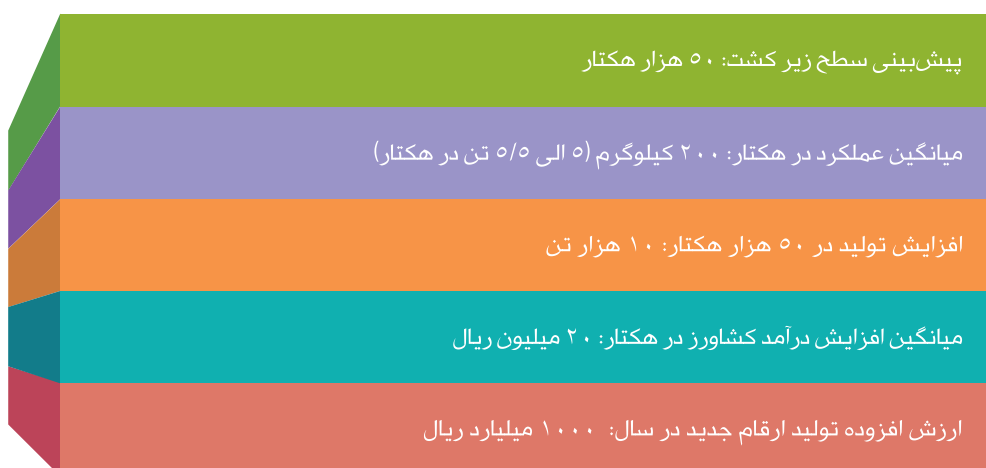 پیش‌بینی سطح زیر کشت: ۵۰ هزار هکتار
میانگین عملکرد در هکتار: ۲۰۰ کیلوگرم (۵ الی ۵/۵ تن در هکتار)
افزایش تولید در ۵۰ هزار هکتار: ۱۰ هزار تن
میانگین افزایش درآمد کشاورز در هکتار: ۲۰ میلیون ریال
ارزش افزوده تولید ارقام جدید در سال: ۱۰۰۰ میلیارد ریال